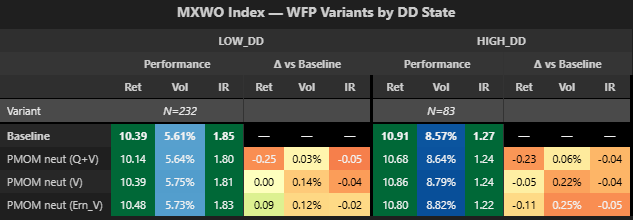 MXWO Index — WFP Variants by DD State
LOW_DD HIGH_DD
Performance Δ vs Baseline Performance Δ vs Baseline
Ret Vol IR Ret Vol IR Ret Vol IR Ret Vol IR
Variant N=232 N=83
Baseline 10.39 5.61% 1.85 — — — 10.91 8.57% 1.27 — — —
PMOM neut (Q+V) 10.14 5.64% 1.80 -0.25 0.03% -0.05 10.68 8.64% 1.24 -0.23 0.06% -0.04
PMOM neut (V) 10.39 5.75% 1.81 0.00 0.14% -0.04 10.86 8.79% 1.24 -0.05 0.22% -0.04
PMOM neut (Ern_V) 10.48 5.73% 1.83 0.09 0.12% -0.02 10.80 8.82% 1.22 -0.11 0.25% -0.05